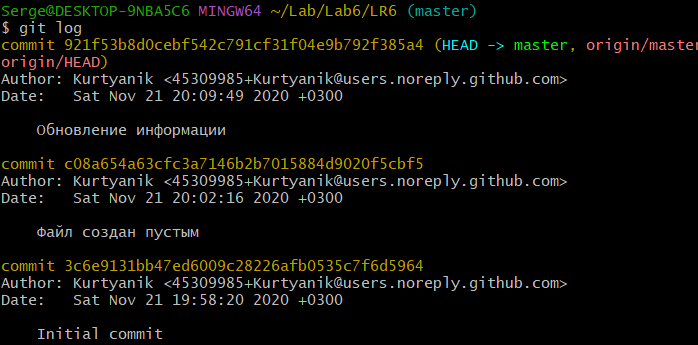 Serge@DESKTOP-9NBA5C6 MINGW64 ~/Lab/Lab6/LR6 (master)
$ git log
commit 921f53b8d0cebf542c791cf31f04e9b792f385a4 (HEAD -> master, origin/master
origin/HEAD)
Author: Kurtyanik <45309985+Kurtyanik@users.noreply.github.com>
Date:   Sat Nov 21 20:09:49 2020 +0300
Обновление информации
commit c08a654a63cfc3a7146b2b7015884d9020f5cbf5
Author: Kurtyanik <45309985+Kurtyanik@users.noreply.github.com>
Date:   Sat Nov 21 20:02:16 2020 +0300
Файл создан пустым
commit 3c6e9131bb47ed6009c28226afb0535c7f6d5964
Author: Kurtyanik <45309985+Kurtyanik@users.noreply.github.com>
Date:   Sat Nov 21 19:58:20 2020 +0300
Initial commit